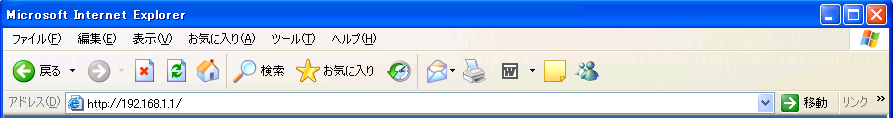 Microsoft Internet Explorer
ファイル(F) 編集(E) 表示(V) お気に入り(A) ツール(T) ヘルプ(H)
戻る 検索 お気に入り W
アドレス(D) http://192.168.1.1/ 移動 リンク »